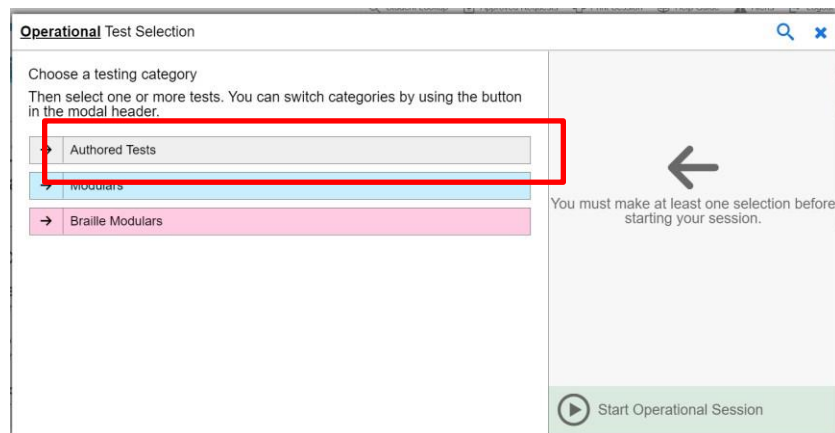 Operational Test Selection
Choose a testing category
Then select one or more tests. You can switch categories by using the button
in the modal header.
Authored Tests
Modulars
Braille Modulars
You must make at least one selection before
starting your session.
Start Operational Session